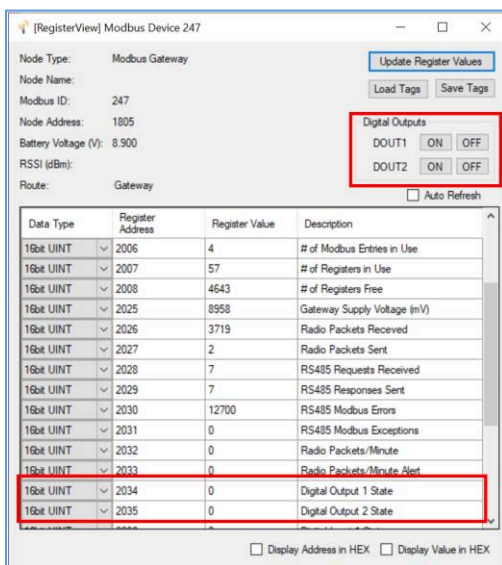 [RegisterView] Modbus Device 247
Node Type: Modbus Gateway
Node Name:
Modbus ID: 247
Node Address: 1805
Battery Voltage (V): 8.900
RSSI (dBm):
Route: Gateway
Update Register Values
Load Tags Save Tags
Digital Outputs
DOUT1 ON OFF
DOUT2 ON OFF
Auto Refresh
Data Type Register Address Register Value Description
16bit UINT 2006 4 # of Modbus Entries in Use
16bit UINT 2007 57 # of Registers in Use
16bit UINT 2008 4643 # of Registers Free
16bit UINT 2025 8958 Gateway Supply Voltage (mV)
16bit UINT 2026 3719 Radio Packets Receved
16bit UINT 2027 2 Radio Packets Sent
16bit UINT 2028 7 RS485 Requests Received
16bit UINT 2029 7 RS485 Responses Sent
16bit UINT 2030 12700 RS485 Modbus Errors
16bit UINT 2031 0 RS485 Modbus Exceptions
16bit UINT 2032 0 Radio Packets/Minute
16bit UINT 2033 0 Radio Packets/Minute Alert
16bit UINT 2034 0 Digital Output 1 State
16bit UINT 2035 0 Digital Output 2 State
Display Address in HEX Display Value in HEX